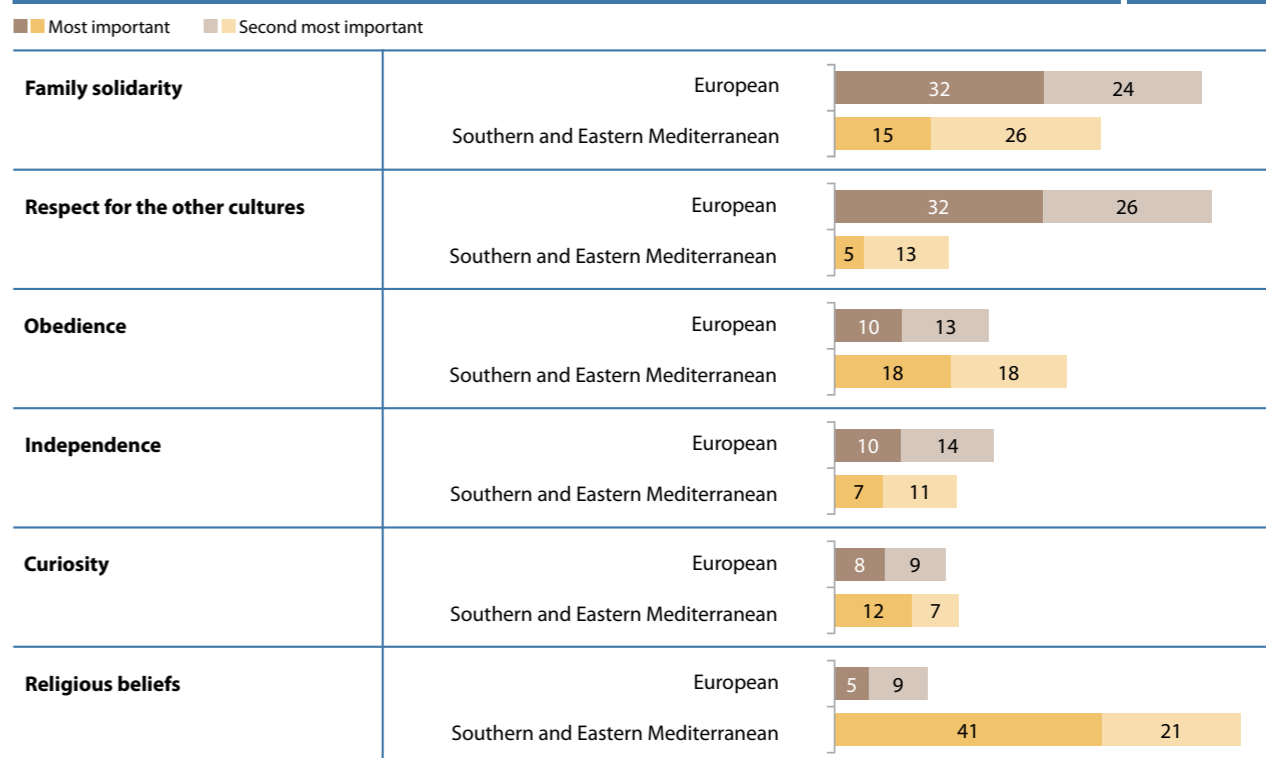 Most important Second most important
Family solidarity
European 32 24
Southern and Eastern Mediterranean 15 26
Respect for the other cultures
European 32 26
Southern and Eastern Mediterranean 5 13
Obedience
European 10 13
Southern and Eastern Mediterranean 18 18
Independence
European 10 14
Southern and Eastern Mediterranean 7 11
Curiosity
European 8 9
Southern and Eastern Mediterranean 12 7
Religious beliefs
European 5 9
Southern and Eastern Mediterranean 41 21